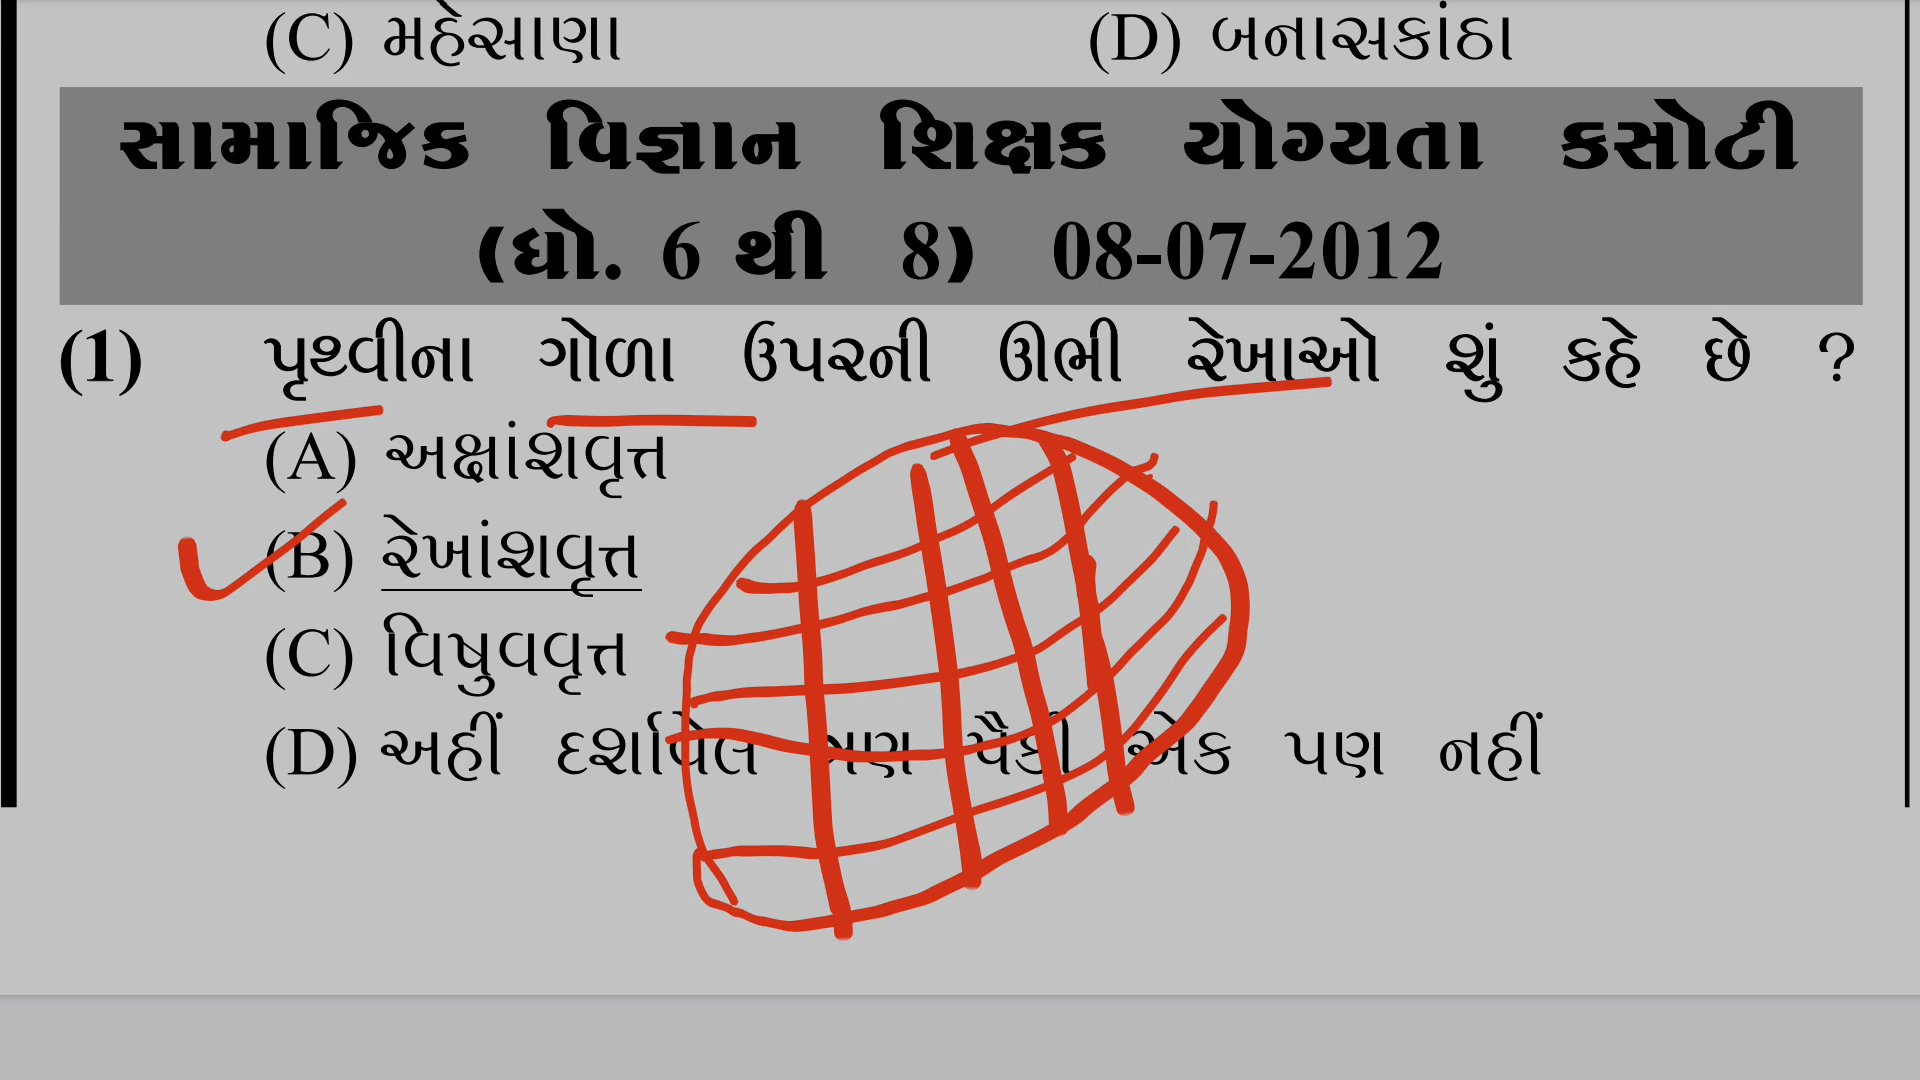 (C) મહેસાણા (D) બનાસકાંઠા
સામાજિક વિજ્ઞાન શિક્ષક યોગ્યતા કસોટી
(ધો. 6 થી 8) 08-07-2012
(1) પૃથ્વીના ગોળા ઉપરની ઊભી રેખાઓ શું કહે છે ?
(A) અક્ષાંશવૃત્ત
(B) રેખાંશવૃત્ત
(C) વિષુવવૃત્ત
(D) અહીં દર્શાવેલ ત્રણ પૈકી એક પણ નહીં